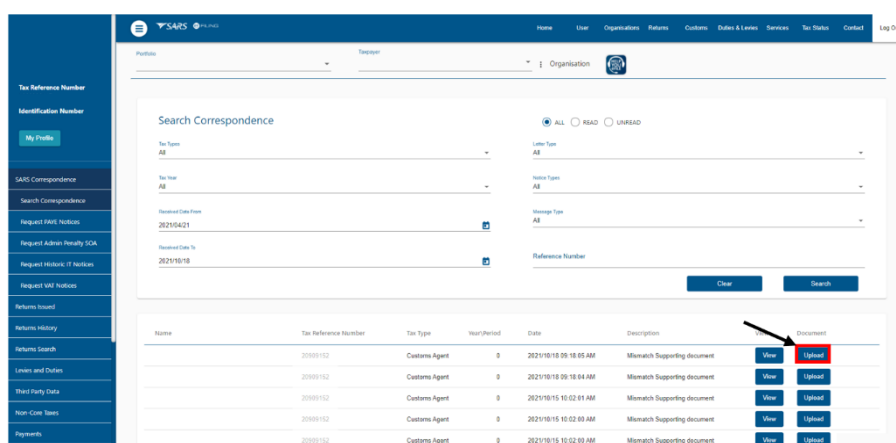 SARS eFILING
Home User Organisations Returns Customs Duties & Levies Services Tax Status Contact Log O
Portfolio
Taxpayer
Organisation
Tax Reference Number
Identification Number
My Profile
SARS Correspondence
Search Correspondence
Request PAYE Notices
Request Admin Penalty SOA
Request Historic IT Notices
Request VAT Notices
Returns Issued
Returns History
Returns Search
Levies and Duties
Third Party Data
Non-Core Taxes
Payments
Search Correspondence
ALL READ UNREAD
Tax Types
All
Letter Type
All
Tax Year
All
Notice Types
All
Received Date From
2021/04/21
Message Type
All
Received Date To
2021/10/18
Reference Number
Clear Search
Name Tax Reference Number Tax Type Year\Period Date Description View Document
20989152 Customs Agent 0 2021/10/18 09:18:05 AM Mismatch Supporting document View Upload
20989152 Customs Agent 0 2021/10/18 09:18:04 AM Mismatch Supporting document View Upload
20989152 Customs Agent 0 2021/10/15 10:02:01 AM Mismatch Supporting document View Upload
20989152 Customs Agent 0 2021/10/15 10:02:00 AM Mismatch Supporting document View Upload
20989152 Customs Agent 0 2021/10/15 10:02:00 AM Mismatch Supporting document View Upload